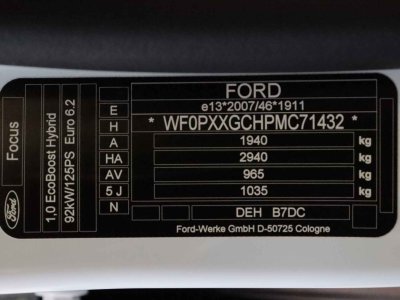 Focus
1,0 EcoBoost Hybrid
92kW/125PS Euro 6.2
Ford
FORD
E e13*2007/46*1911
H * WF0PXXGCHPMC71432 *
A 1940 kg
HA 2940 kg
AV 965 kg
5 J 1035 kg
N
DEH B7DC
Ford-Werke GmbH D-50725 Cologne